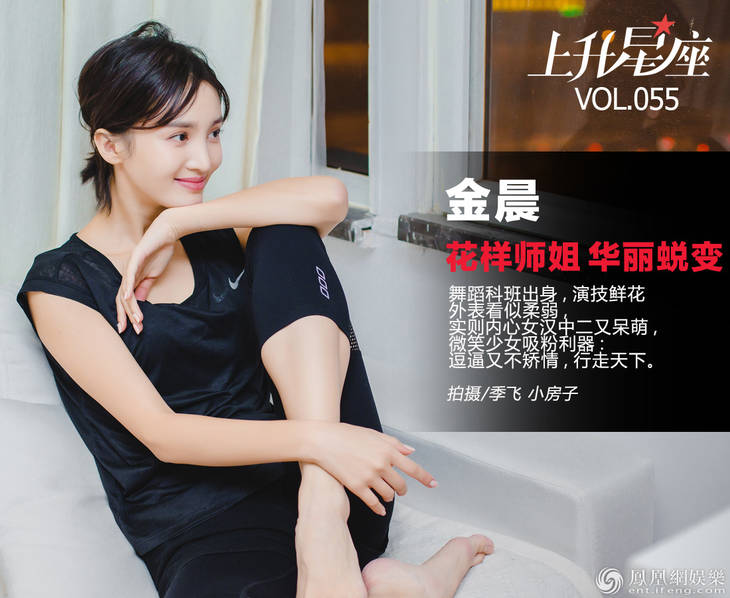 上升星座
VOL.055
金晨
花样师姐 华丽蜕变
舞蹈科班出身,演技鲜花
外表看似柔弱,
实则内心女汉中二又呆萌,
微笑少女吸粉利器:
逗逼又不矫情,行走天下。
拍摄/季飞 小房子
鳳凰網娛樂
ent.ifeng.com